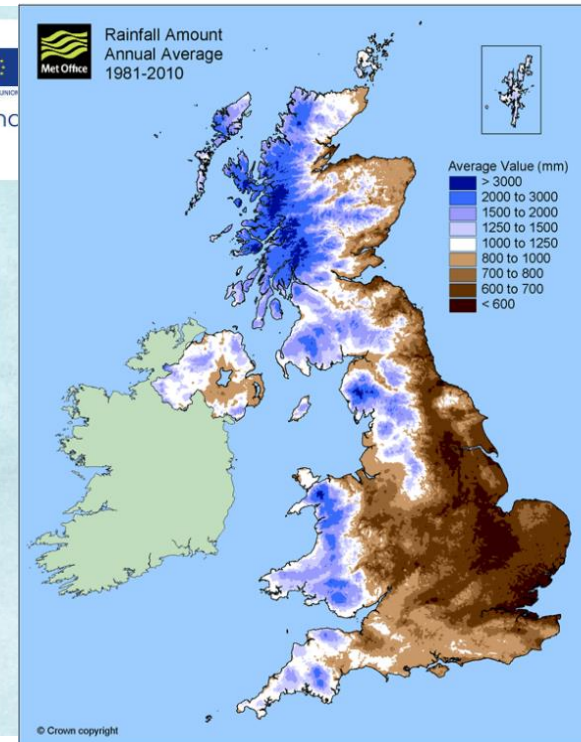 UNION
Met Office
Rainfall Amount
Annual Average
1981-2010
Average Value (mm)
> 3000
2000 to 3000
1500 to 2000
1250 to 1500
1000 to 1250
800 to 1000
700 to 800
600 to 700
< 600
© Crown copyright